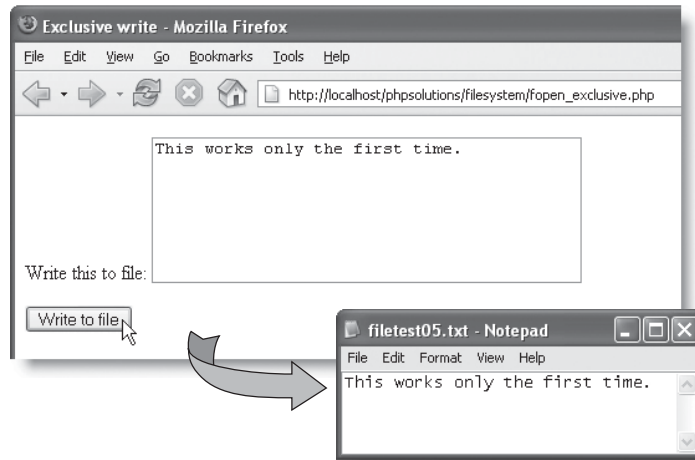 Exclusive write - Mozilla Firefox
File Edit View Go Bookmarks Tools Help
http://localhost/phpsolutions/filesystem/fopen_exclusive.php
This works only the first time.
Write this to file:
Write to file
filetest05.txt - Notepad
File Edit Format View Help
This works only the first time.